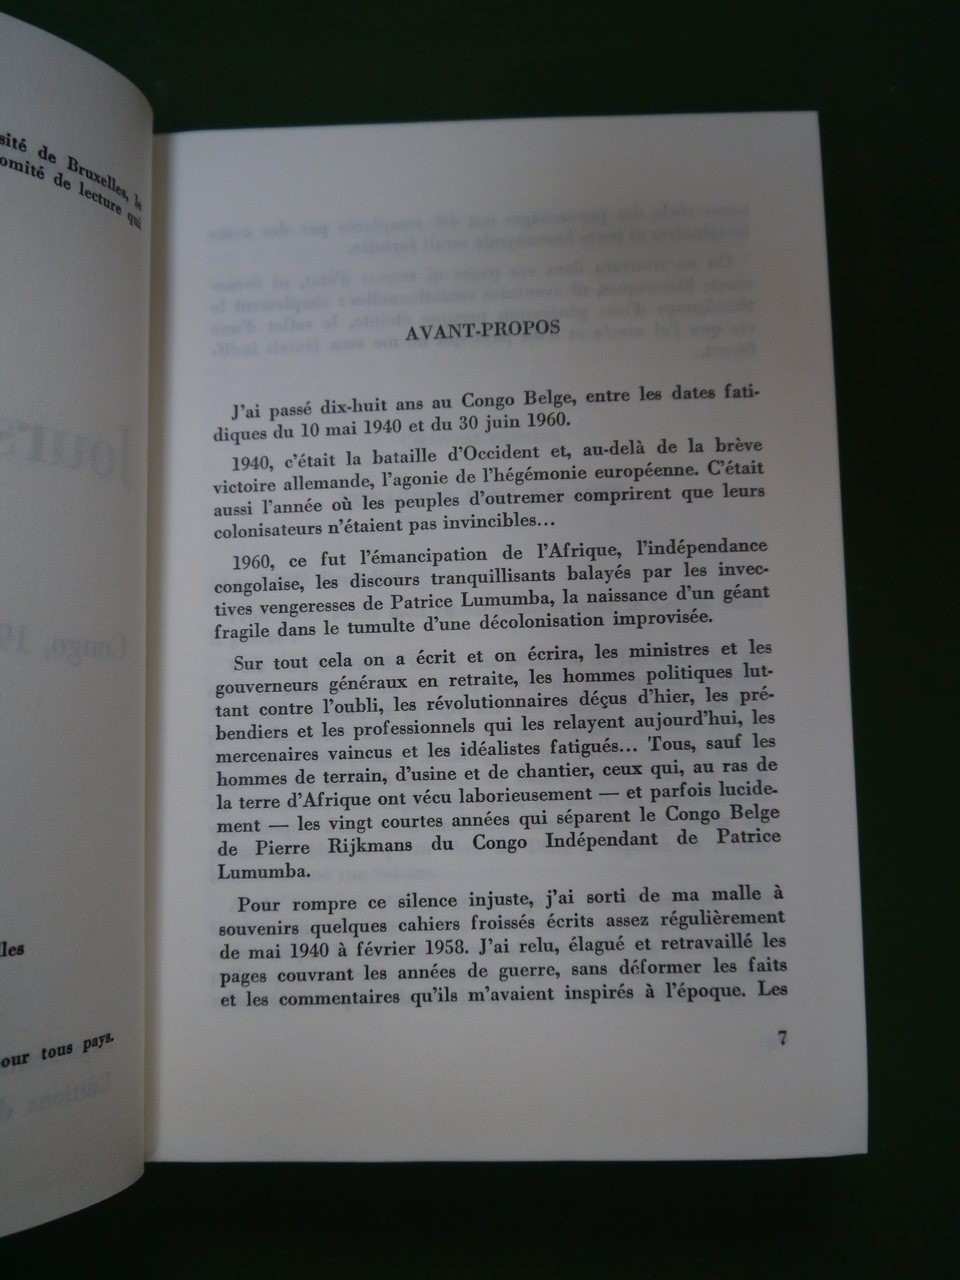 sité de Bruxelles, le
omité de lecture qui
lles
our tous pays.
AVANT-PROPOS
J'ai passé dix-huit ans au Congo Belge, entre les dates fati-
diques du 10 mai 1940 et du 30 juin 1960.
1940, c'était la bataille d'Occident et, au-delà de la brève
victoire allemande, l'agonie de l'hégémonie européenne. C'était
aussi l'année où les peuples d'outremer comprirent que leurs
colonisateurs n'étaient pas invincibles...
1960, ce fut l'émancipation de l'Afrique, l'indépendance
congolaise, les discours tranquillisants balayés par les invec-
tives vengeresses de Patrice Lumumba, la naissance d'un géant
fragile dans le tumulte d'une décolonisation improvisée.
Sur tout cela on a écrit et on écrira, les ministres et les
gouverneurs généraux en retraite, les hommes politiques lut-
tant contre l'oubli, les révolutionnaires déçus d'hier, les pré-
bendiers et les professionnels qui les relayent aujourd'hui, les
mercenaires vaincus et les idéalistes fatigués... Tous, sauf les
hommes de terrain, d'usine et de chantier, ceux qui, au ras de
la terre d'Afrique ont vécu laborieusement — et parfois lucide-
ment — les vingt courtes années qui séparent le Congo Belge
de Pierre Rijkmans du Congo Indépendant de Patrice
Lumumba.
Pour rompre ce silence injuste, j'ai sorti de ma malle à
souvenirs quelques cahiers froissés écrits assez régulièrement
de mai 1940 à février 1958. J'ai relu, élagué et retravaillé les
pages couvrant les années de guerre, sans déformer les faits
et les commentaires qu'ils m'avaient inspirés à l'époque. Les
7